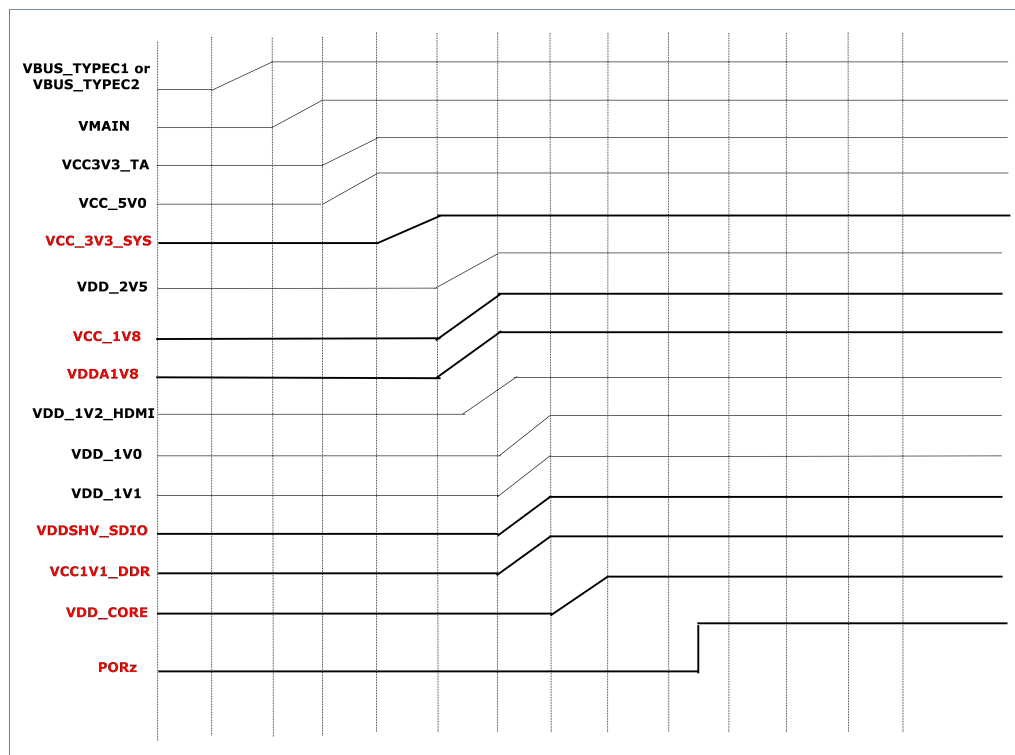 VBUS_TYPEC1 or
VBUS_TYPEC2
VMAIN
VCC3V3_TA
VCC_5V0
VCC_3V3_SYS
VDD_2V5
VCC_1V8
VDDA1V8
VDD_1V2_HDMI
VDD_1V0
VDD_1V1
VDDSHV_SDIO
VCC1V1_DDR
VDD_CORE
PORz